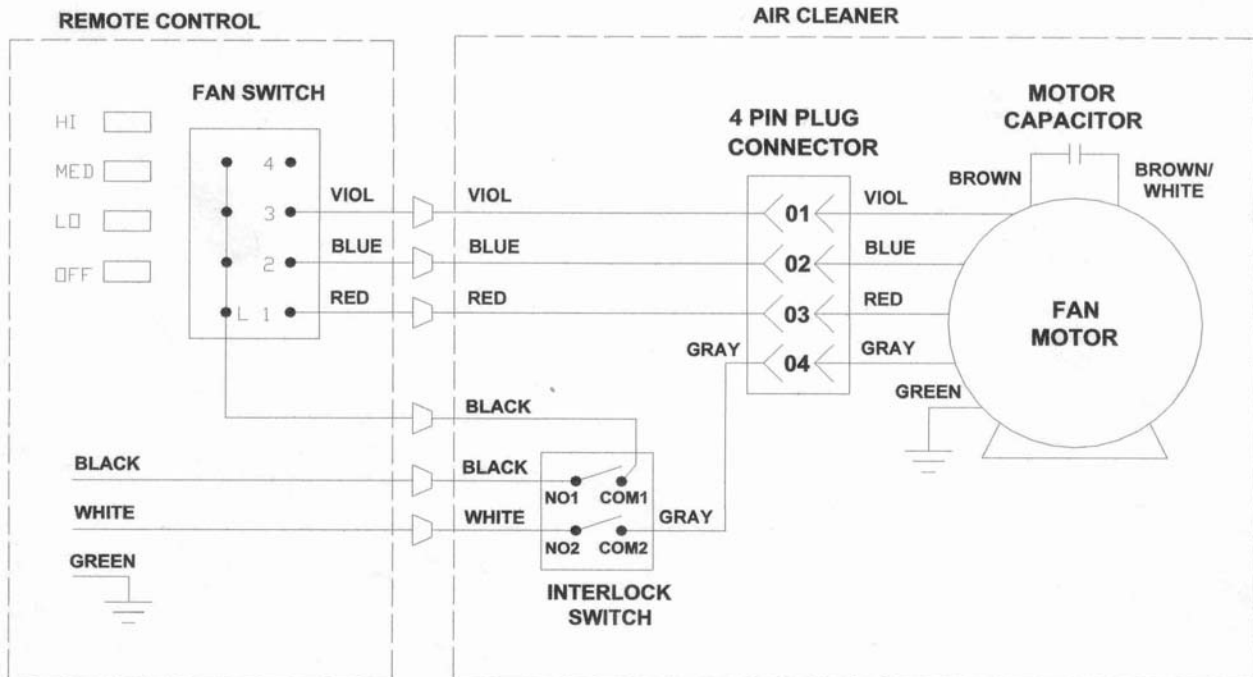 REMOTE CONTROL
AIR CLEANER
FAN SWITCH
HI
MED
LO
OFF
4
3
2
L 1
VIOL
BLUE
RED
VIOL
BLUE
RED
4 PIN PLUG
CONNECTOR
01
02
03
04
GRAY
VIOL
BLUE
RED
GRAY
GREEN
MOTOR
CAPACITOR
BROWN
BROWN/
WHITE
FAN
MOTOR
BLACK
BLACK
BLACK
WHITE
WHITE
GREEN
NO1 COM1
NO2 COM2
GRAY
INTERLOCK
SWITCH